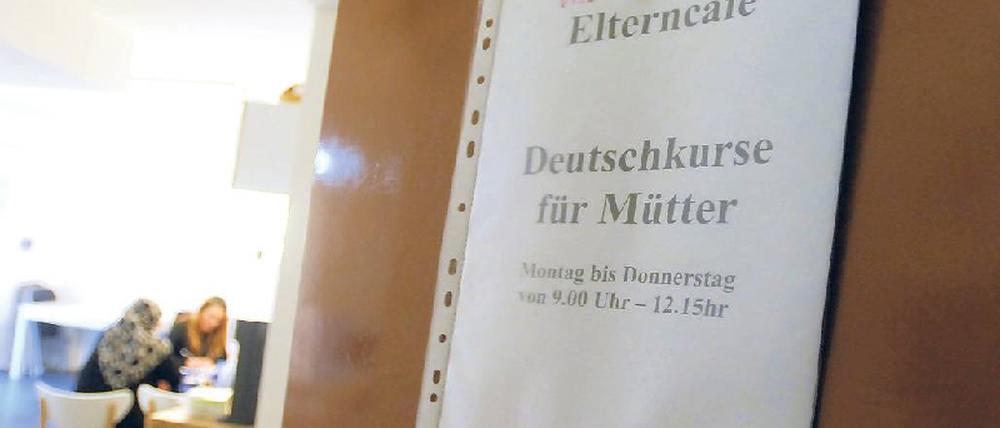 Elterncafe
Deutschkurse
für Mütter
Montag bis Donnerstag
von 9.00 Uhr – 12.15hr